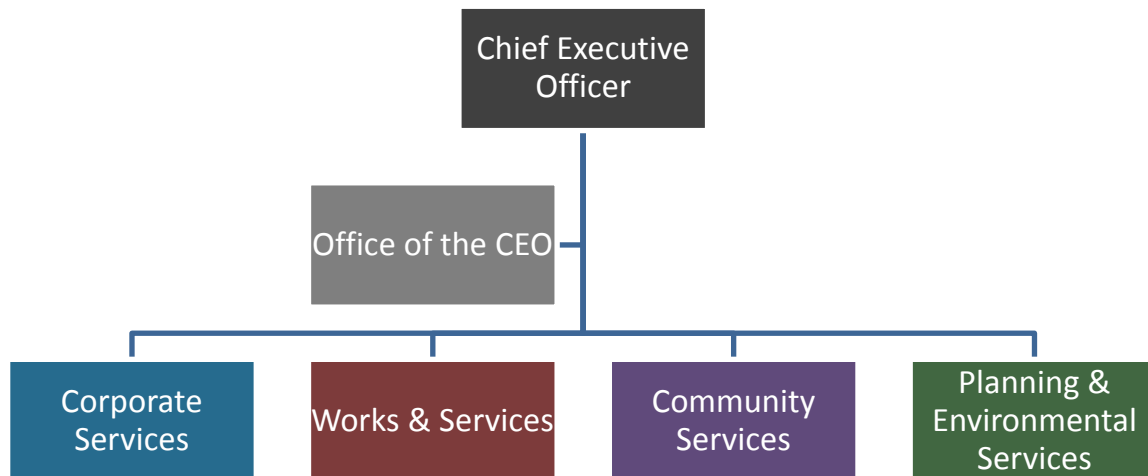 Chief Executive
Officer
Office of the CEO
Corporate
Services
Works & Services
Community
Services
Planning &
Environmental
Services